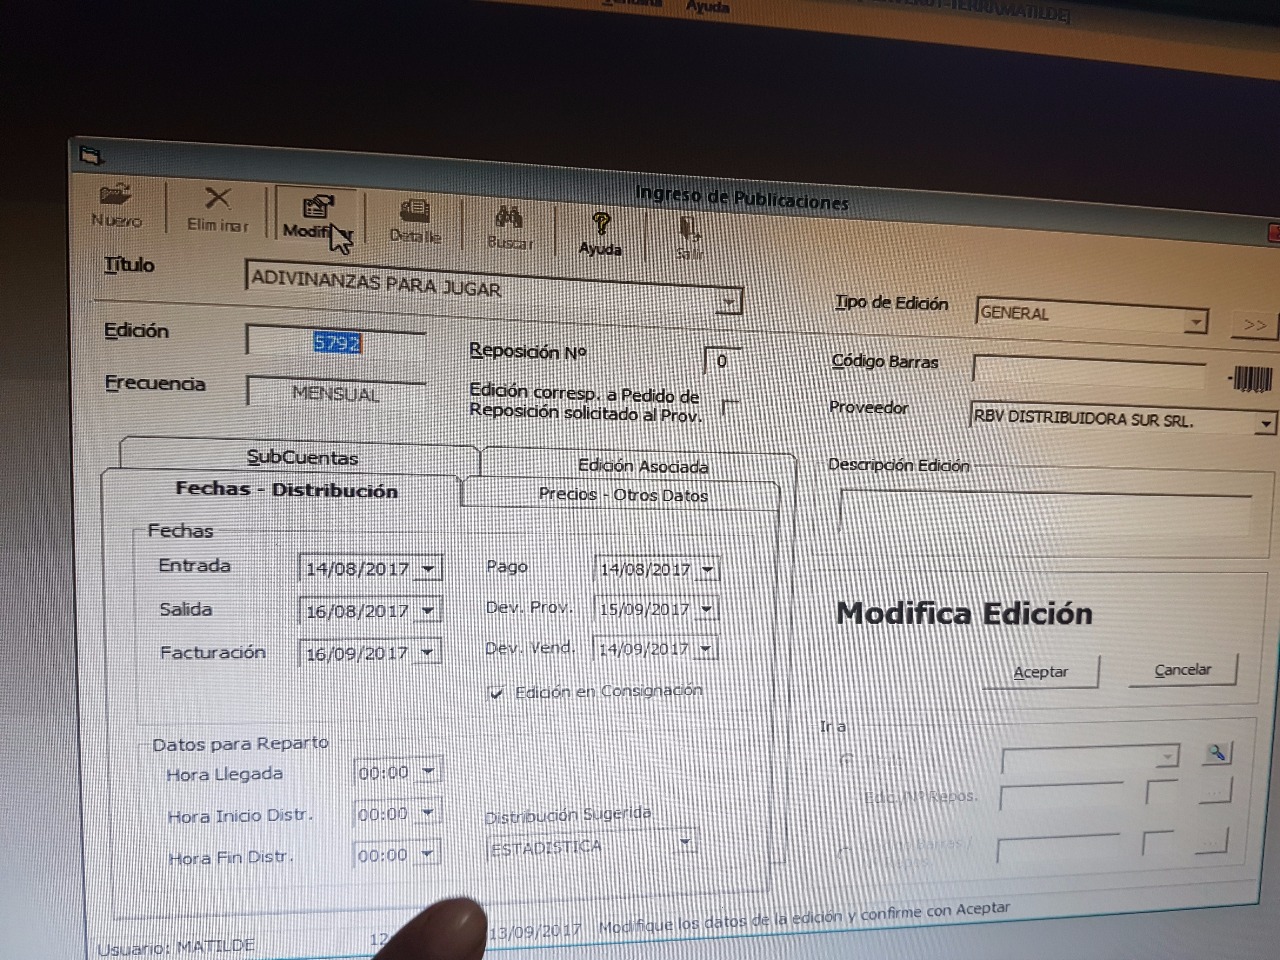 Ayuda
MATILDE]
Ingreso de Publicaciones
Nuevo Eliminar Modificar Detalle Buscar Ayuda Salir
Título ADIVINANZAS PARA JUGAR Tipo de Edición GENERAL >>
Edición 5792 Reposición Nº 0 Código Barras
Frecuencia MENSUAL Edición corresp. a Pedido de Proveedor RBV DISTRIBUIDORA SUR SRL.
Reposición solicitado al Prov.
SubCuentas Edición Asociada Descripción Edición
Fechas - Distribución Precios - Otros Datos
Fechas
Entrada 14/08/2017 Pago 14/08/2017
Salida 16/08/2017 Dev. Prov. 15/09/2017 Modifica Edición
Facturación 16/09/2017 Dev. Vend. 14/09/2017
Edición en Consignación Aceptar Cancelar
Datos para Reparto Ir a
Hora Llegada 00:00
Edic./Nº Repos.
Hora Inicio Distr. 00:00 Distribución Sugerida
Hora Fin Distr. 00:00 ESTADISTICA
Usuario: MATILDE 12 13/09/2017 Modifique los datos de la edición y confirme con Aceptar